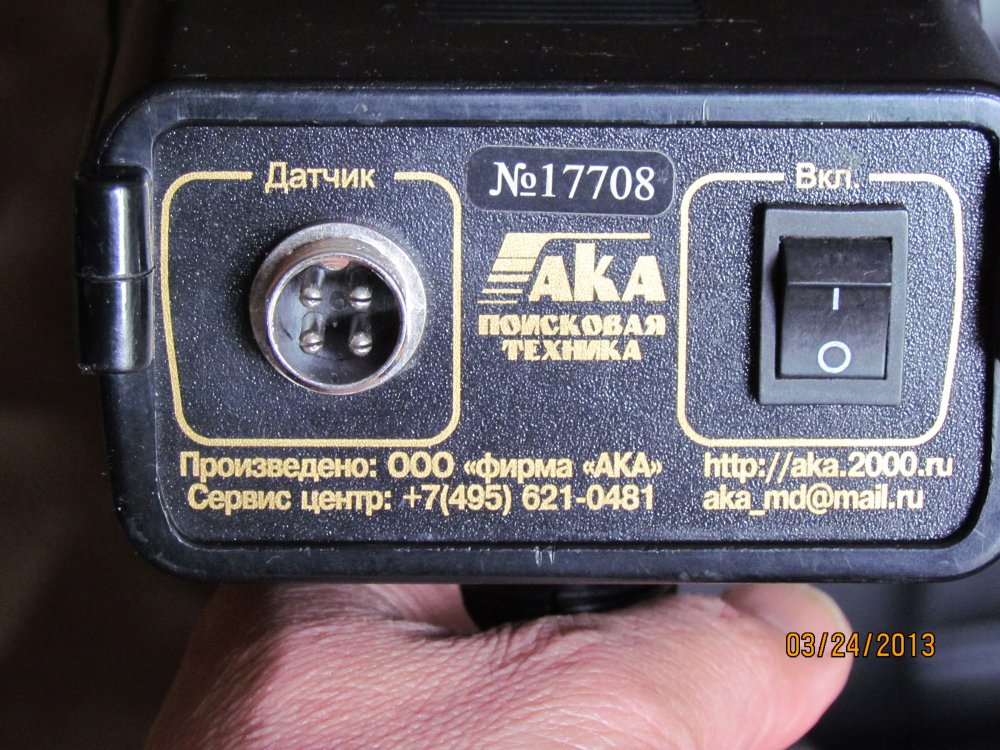 Датчик
№17708
Вкл.
АКА
ПОИСКОВАЯ
ТЕХНИКА
Произведено: ООО «фирма «АКА»
http://aka.2000.ru
Сервис центр: +7(495) 621-0481
aka_md@mail.ru
03/24/2013